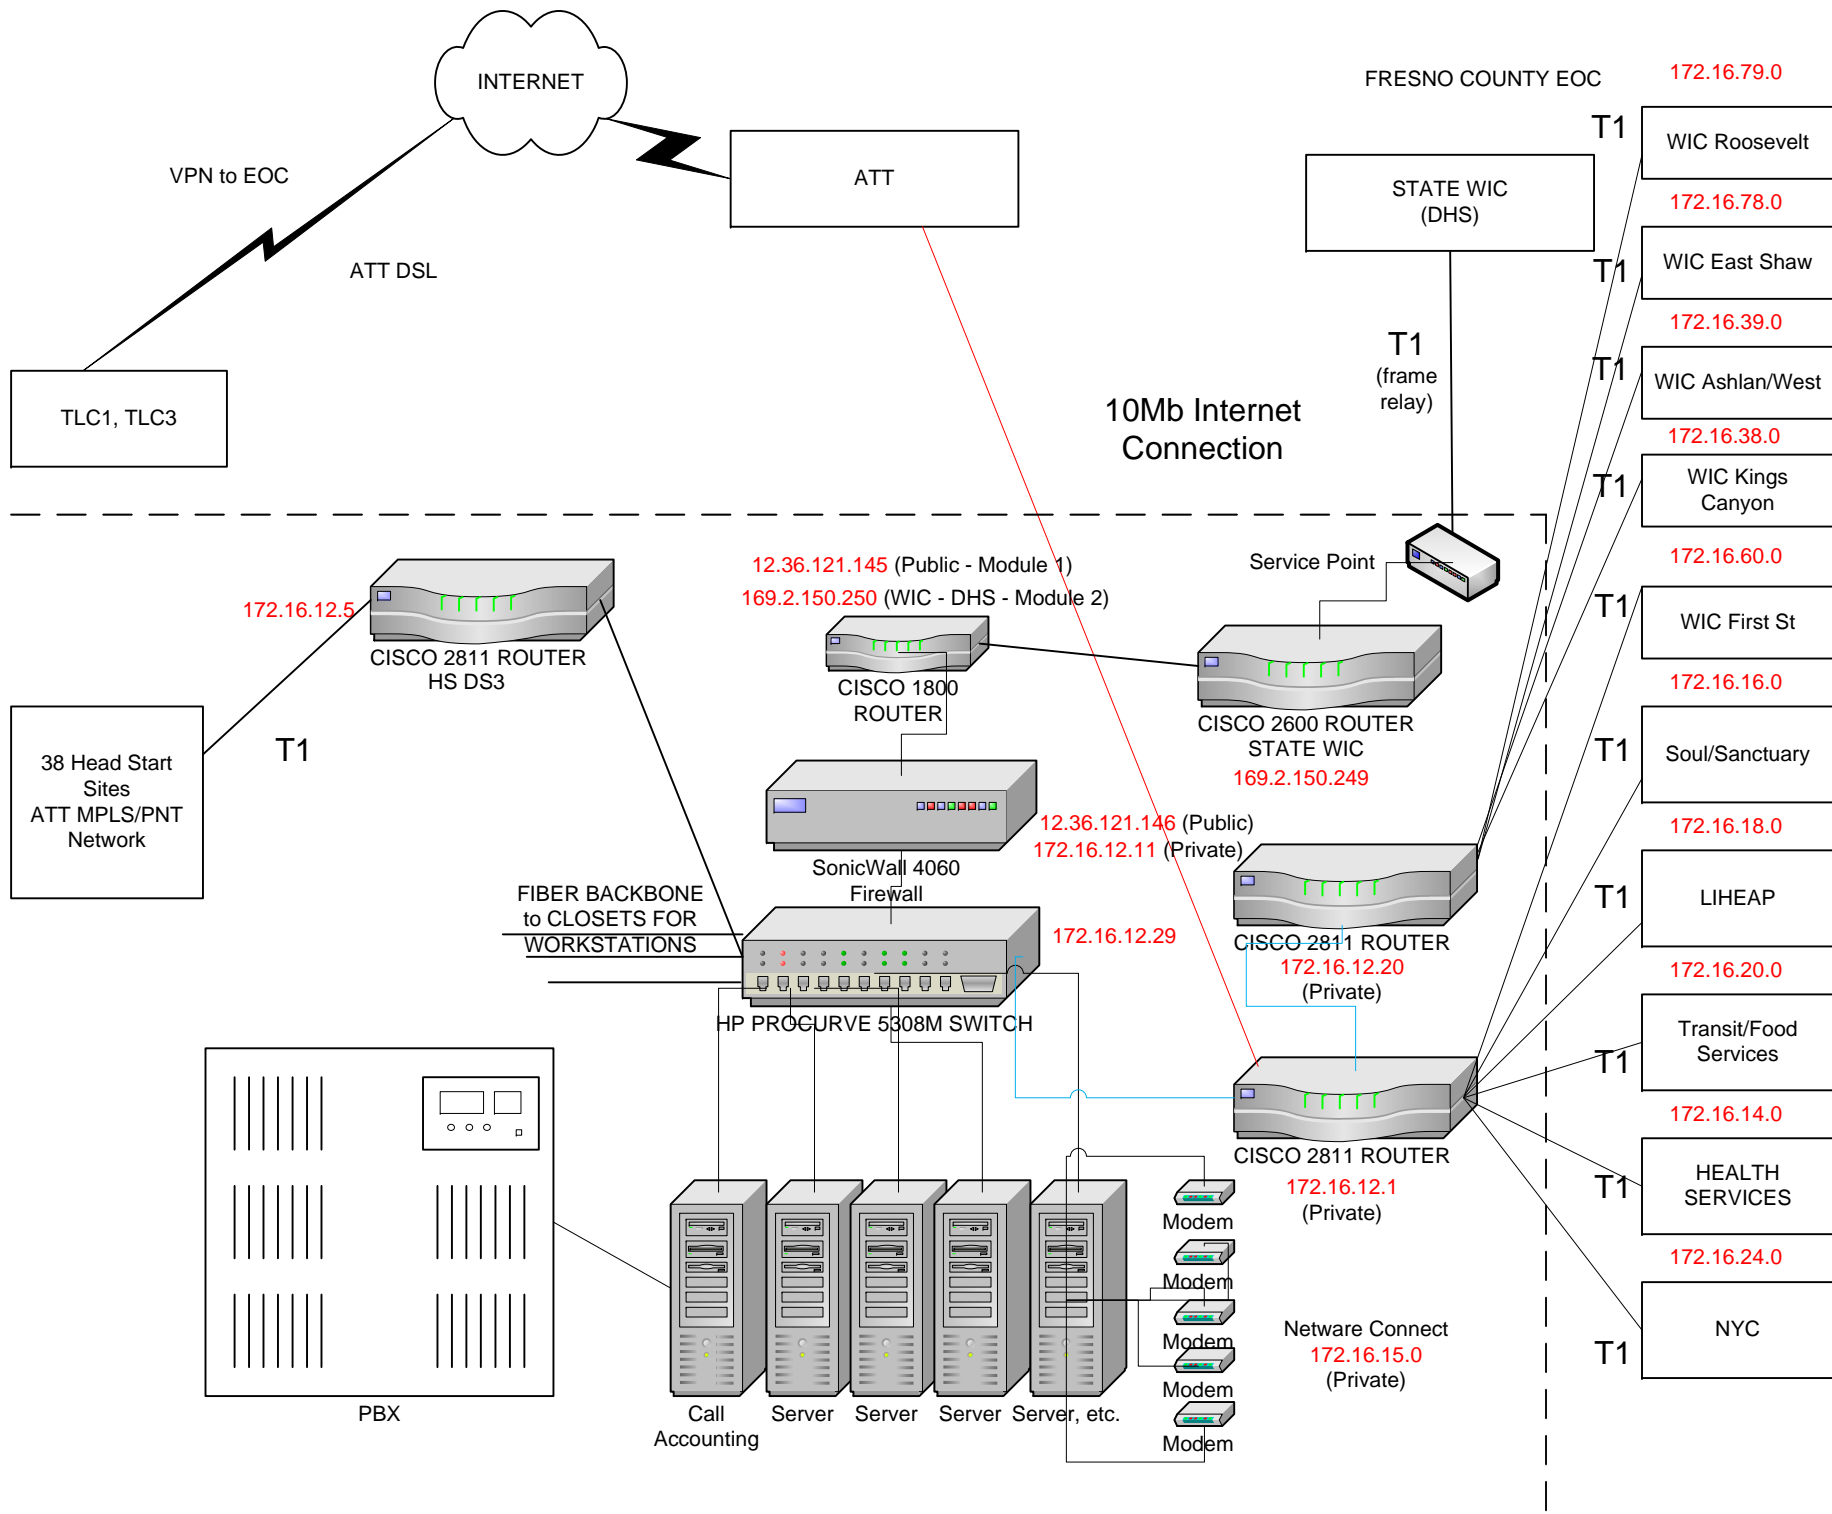 INTERNET
FRESNO COUNTY EOC
172.16.79.0
T1
WIC Roosevelt
VPN to EOC
ATT
STATE WIC
(DHS)
172.16.78.0
ATT DSL
T1
WIC East Shaw
172.16.39.0
T1
(frame
relay)
T1
WIC Ashlan/West
TLC1, TLC3
10Mb Internet
Connection
172.16.38.0
T1
WIC Kings
Canyon
12.36.121.145 (Public - Module 1)
169.2.150.250 (WIC - DHS - Module 2)
Service Point
172.16.60.0
172.16.12.5
T1
WIC First St
CISCO 2811 ROUTER
HS DS3
CISCO 1800
ROUTER
CISCO 2600 ROUTER
STATE WIC
169.2.150.249
172.16.16.0
38 Head Start
Sites
ATT MPLS/PNT
Network
T1
T1
Soul/Sanctuary
12.36.121.146 (Public)
172.16.12.11 (Private)
172.16.18.0
SonicWall 4060
Firewall
FIBER BACKBONE
to CLOSETS FOR
WORKSTATIONS
172.16.12.29
T1
LIHEAP
CISCO 2811 ROUTER
172.16.12.20
(Private)
172.16.20.0
HP PROCURVE 5308M SWITCH
T1
Transit/Food
Services
172.16.14.0
CISCO 2811 ROUTER
172.16.12.1
(Private)
T1
HEALTH
SERVICES
Modem
172.16.24.0
Modem
Modem
Modem
Modem
Netware Connect
172.16.15.0
(Private)
T1
NYC
PBX
Call
Accounting
Server
Server
Server
Server, etc.